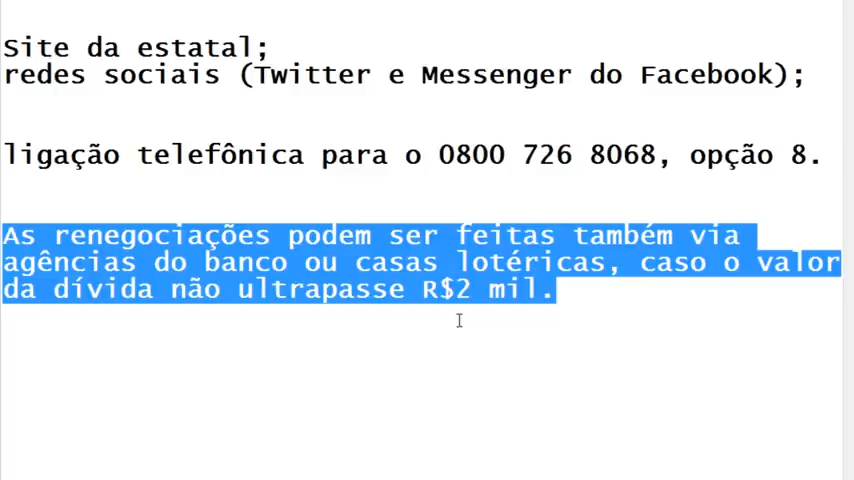 Site da estatal;
redes sociais (Twitter e Messenger do Facebook);
ligação telefônica para o 0800 726 8068, opção 8.
As renegociações podem ser feitas também via
agências do banco ou casas lotéricas, caso o valor
da dívida não ultrapasse R$2 mil.